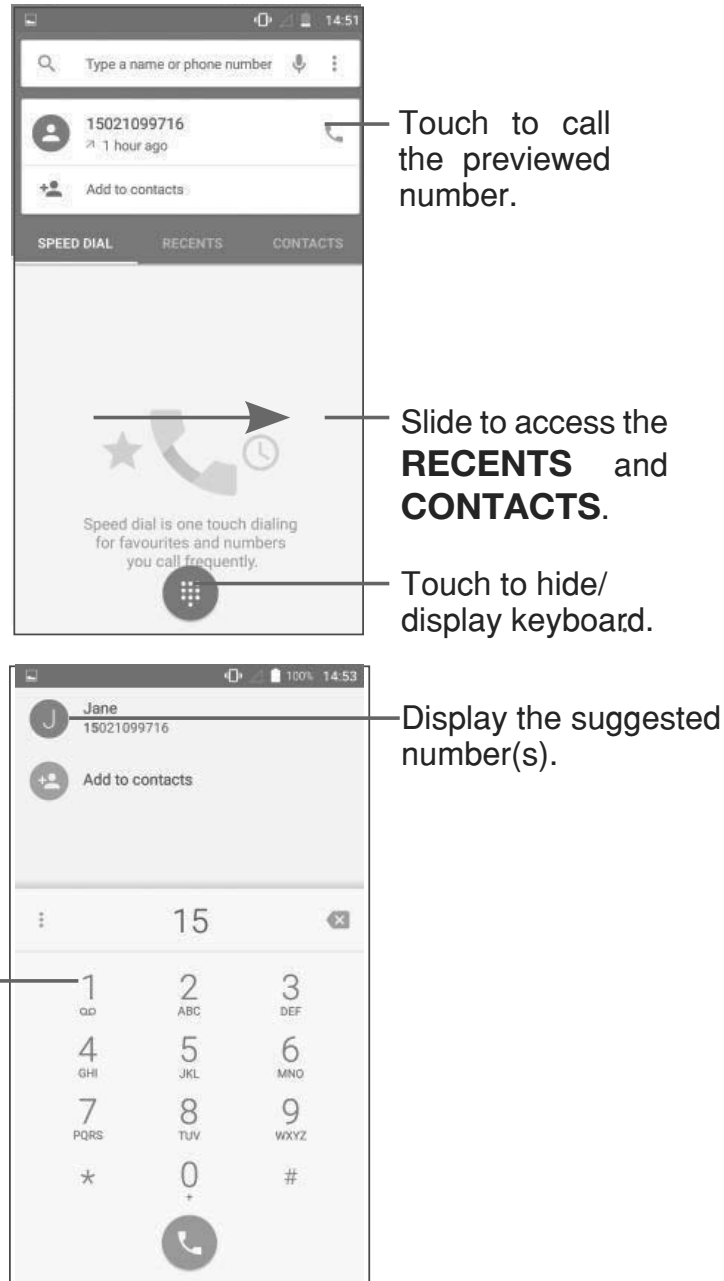 14:51
Type a name or phone number
15021099716
1 hour ago
Add to contacts
SPEED DIAL RECENTS CONTACTS
Touch to call
the previewed
number.
Slide to access the
RECENTS and
CONTACTS.
Speed dial is one touch dialing
for favourites and numbers
you call frequently.
Touch to hide/
display keyboard.
100% 14:53
J
Jane
15021099716
Add to contacts
Display the suggested
number(s).
15
1 2 3
ABC DEF
4 5 6
GHI JKL MNO
7 8 9
PQRS TUV WXYZ
* 0 #
+